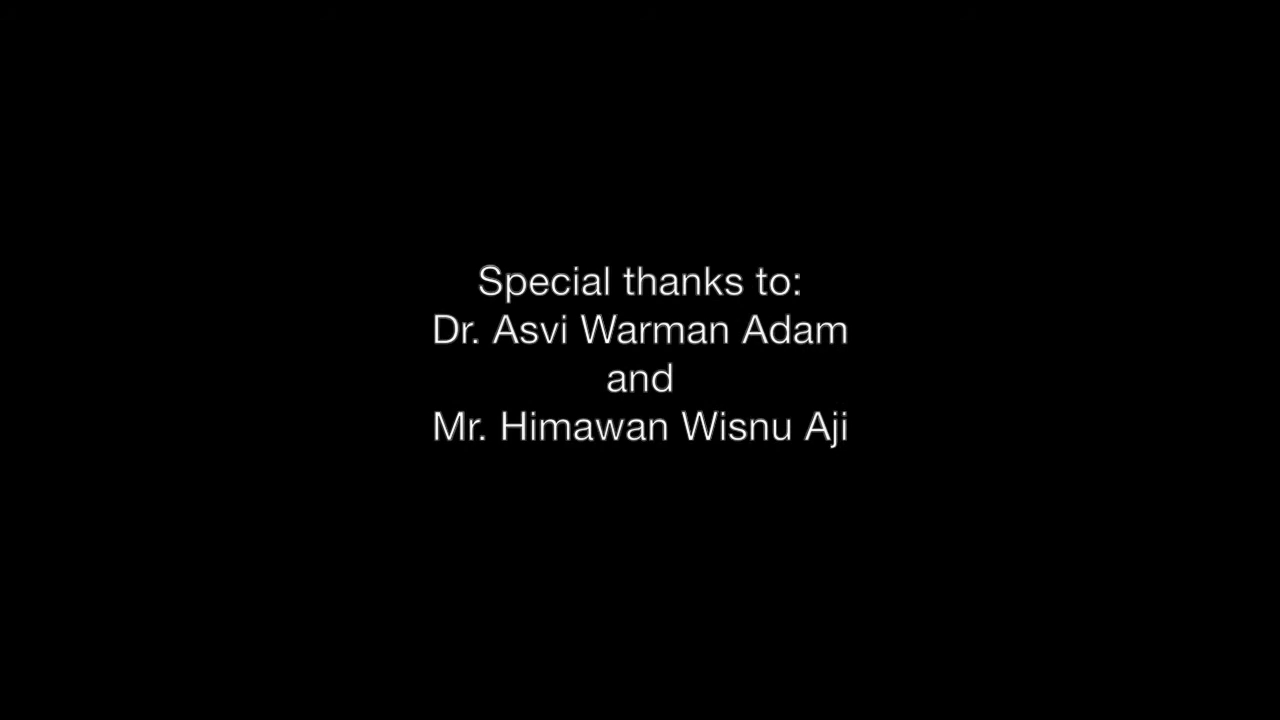 Special thanks to:
Dr. Asvi Warman Adam
and
Mr. Himawan Wisnu Aji